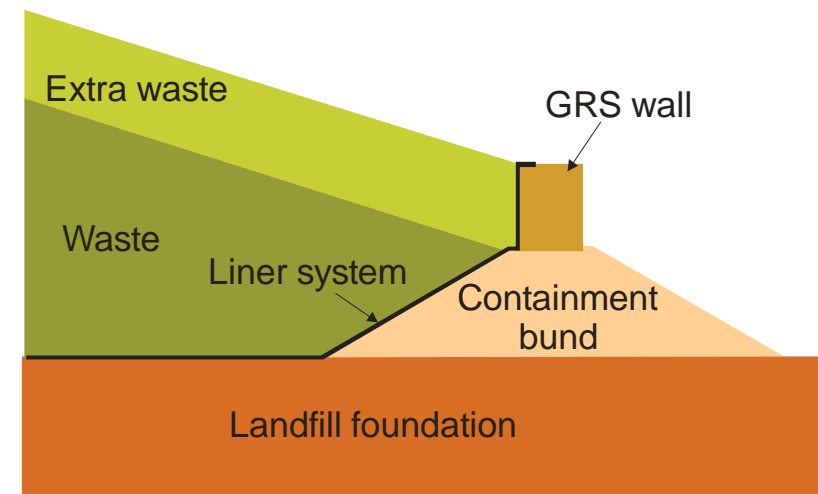 Extra waste
GRS wall
Waste
Liner system
Containment
bund
Landfill foundation